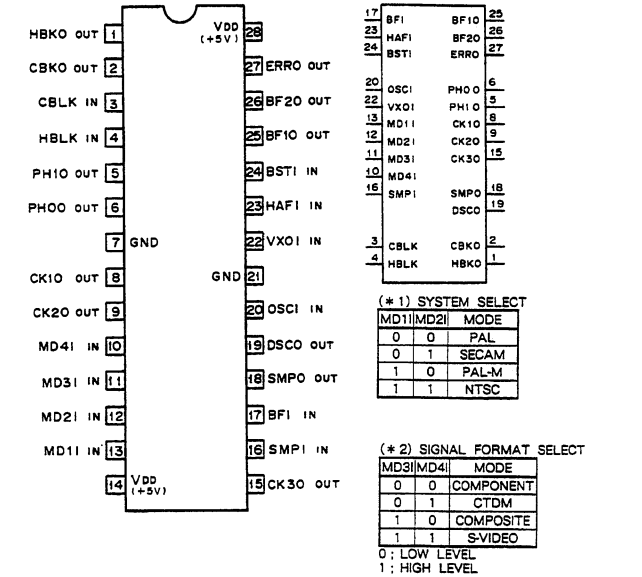 HBKO OUT 1
CBKO OUT 2
CBLK IN 3
HBLK IN 4
PH1O OUT 5
PHOO OUT 6
7 GND
CK1O OUT 8
CK2O OUT 9
MD4I IN 10
MD3I IN 11
MD2I IN 12
MD1I IN 13
14 VDD
(+5V)
VDD 28
(+5V)
27 ERRO OUT
26 BF2O OUT
25 BF1O OUT
24 BSTI IN
23 HAFI IN
22 VXOI IN
GND 21
20 OSCI IN
19 DSCO OUT
18 SMPO OUT
17 BFI IN
16 SMPI IN
15 CK3O OUT
17 BFI BF1O 25
23 HAFI BF2O 26
24 BSTI ERRO 27
20 OSCI PHOO 6
22 VXOI PH1O 5
13 MD1I CK1O 8
12 MD2I CK2O 9
11 MD3I CK3O 15
10 MD4I
16 SMPI SMPO 18
DSCO 19
3 CBLK CBKO 2
4 HBLK HBKO 1
(*1) SYSTEM SELECT
MD1I MD2I MODE
0 0 PAL
0 1 SECAM
1 0 PAL-M
1 1 NTSC
(*2) SIGNAL FORMAT SELECT
MD3I MD4I MODE
0 0 COMPONENT
0 1 CTDM
1 0 COMPOSITE
1 1 S-VIDEO
0 ; LOW LEVEL
1 ; HIGH LEVEL